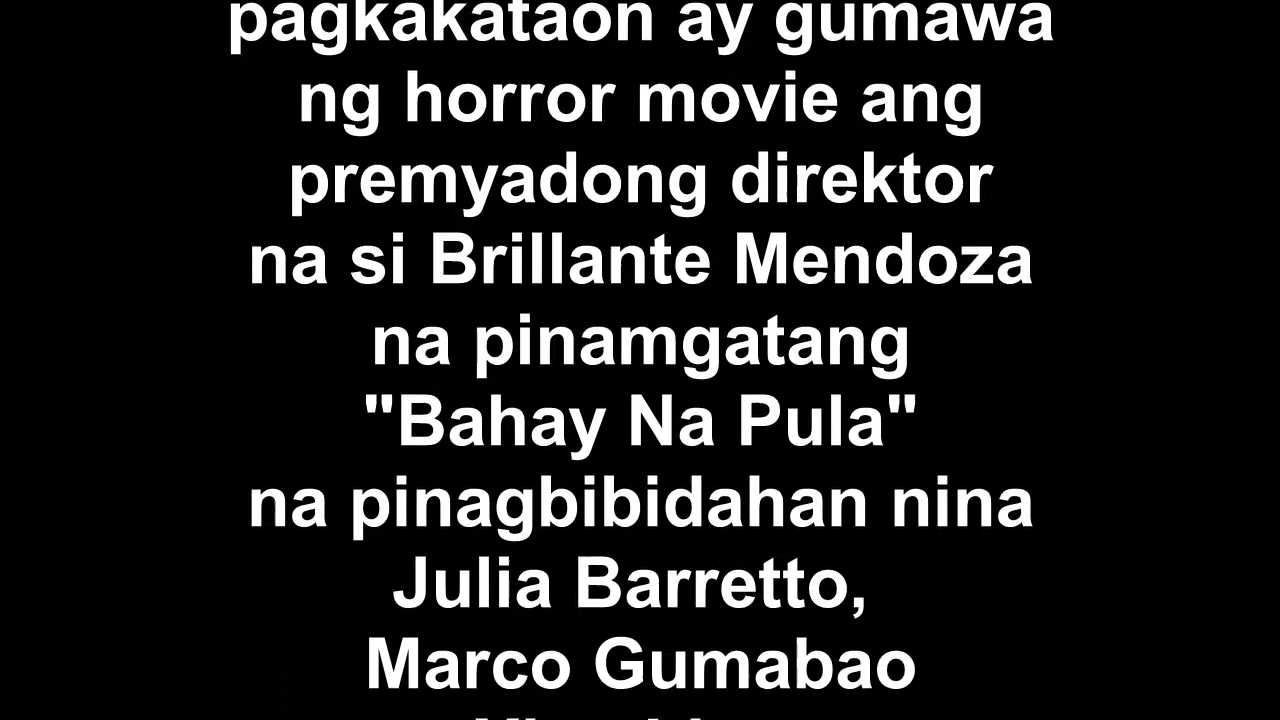 pagkakataon ay gumawa
ng horror movie ang
premyadong direktor
na si Brillante Mendoza
na pinamgatang
"Bahay Na Pula"
na pinagbibidahan nina
Julia Barretto,
Marco Gumabao